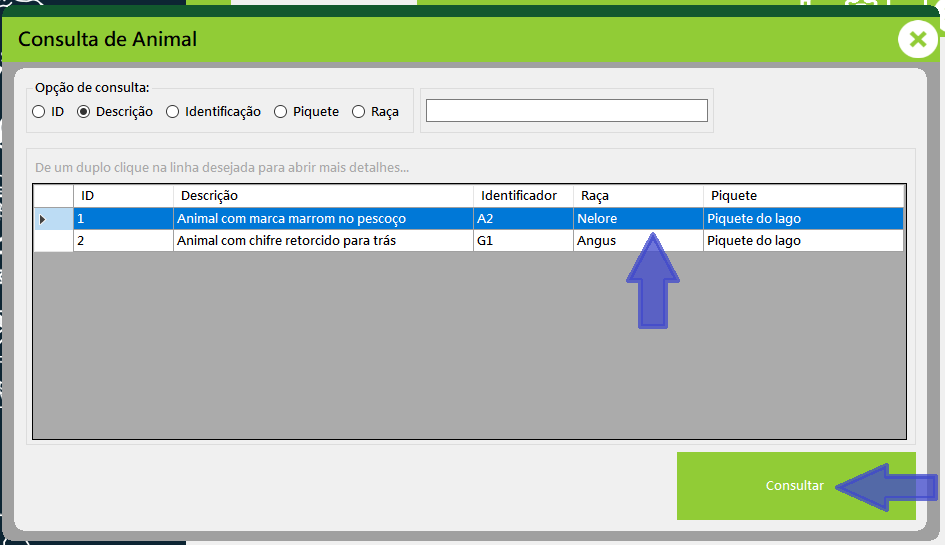 Consulta de Animal
Opção de consulta:
ID Descrição Identificação Piquete Raça
De um duplo clique na linha desejada para abrir mais detalhes...
ID Descrição Identificador Raça Piquete
1 Animal com marca marrom no pescoço A2 Nelore Piquete do lago
2 Animal com chifre retorcido para trás G1 Angus Piquete do lago
Consultar